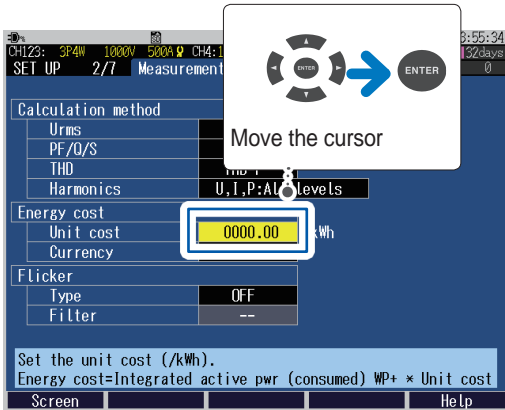 3:55:34
CH123: 3P4W 1000V 500A CH4:1
32days
SET UP 2/7 Measurement
0
ENTER
ENTER
Move the cursor
Calculation method
Urms
PF/Q/S
THD
Harmonics U,I,P:All levels
Energy cost
Unit cost 0000.00 kWh
Currency
Flicker
Type OFF
Filter --
Set the unit cost (/kWh).
Energy cost=Integrated active pwr (consumed) WP+ * Unit cost
Screen Help